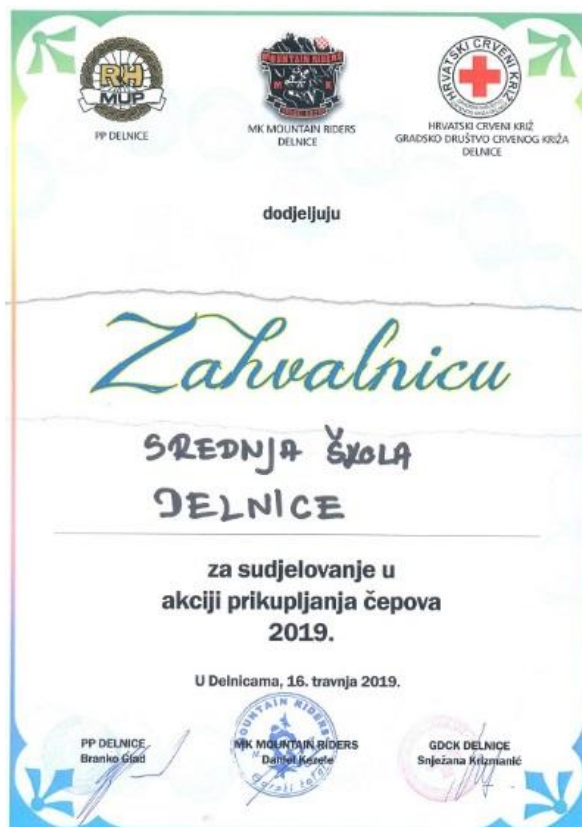 RH
MUP
PP DELNICE
MOUNTAIN RIDERS
M K
MK MOUNTAIN RIDERS
DELNICE
HRVATSKI CRVENI KRIŽ
HRVATSKI CRVENI KRIŽ
GRADSKO DRUŠTVO CRVENOG KRIŽA
DELNICE
dodjeljuju
Zahvalnicu
SREDNJA ŠKOLA
DELNICE
za sudjelovanje u
akciji prikupljanja čepova
2019.
U Delnicama, 16. travnja 2019.
PP DELNICE
Branko Glad
MOUNTAIN RIDERS
MK MOUNTAIN RIDERS
Daniel Kezele
GDCK DELNICE
Snježana Krizmanić